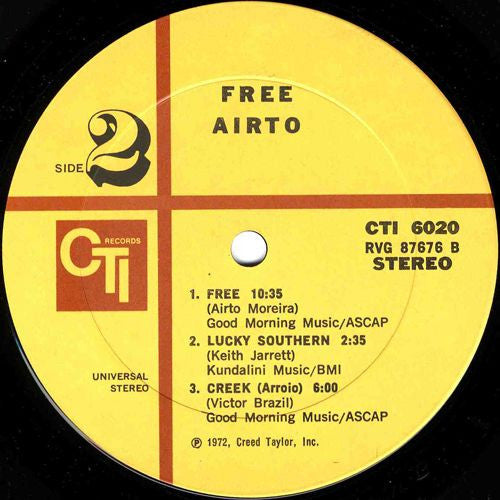 FREE
AIRTO
SIDE 2
CTI RECORDS
CTI 6020
RVG 87676 B
STEREO
1. FREE 10:35
(Airto Moreira)
Good Morning Music/ASCAP
2. LUCKY SOUTHERN 2:35
(Keith Jarrett)
Kundalini Music/BMI
3. CREEK (Arroio) 6:00
(Victor Brazil)
Good Morning Music/ASCAP
UNIVERSAL
STEREO
℗ 1972, Creed Taylor, Inc.